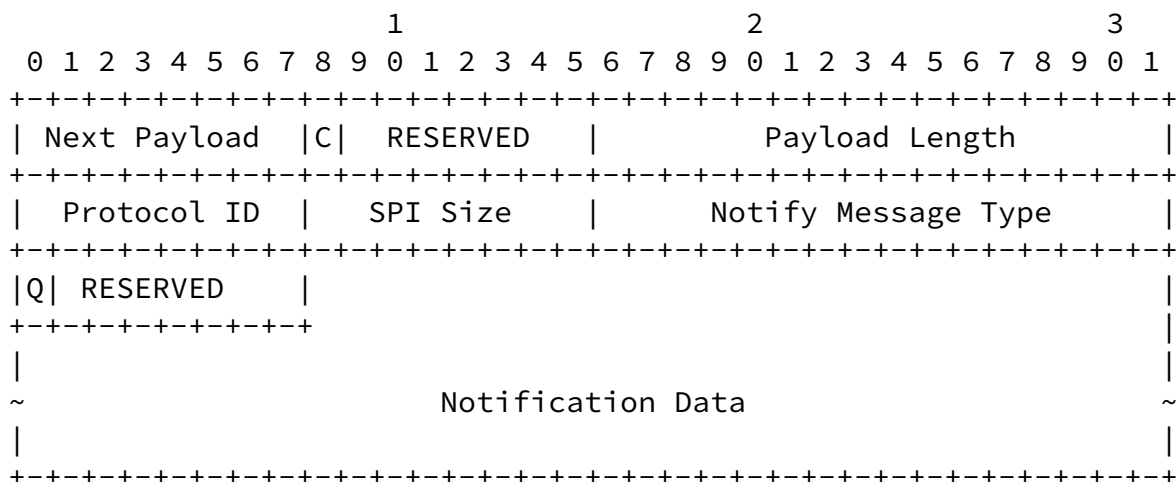 1                   2                   3
 0 1 2 3 4 5 6 7 8 9 0 1 2 3 4 5 6 7 8 9 0 1 2 3 4 5 6 7 8 9 0 1
+-+-+-+-+-+-+-+-+-+-+-+-+-+-+-+-+-+-+-+-+-+-+-+-+-+-+-+-+-+-+-+-+
| Next Payload  |C|  RESERVED   |         Payload Length        |
+-+-+-+-+-+-+-+-+-+-+-+-+-+-+-+-+-+-+-+-+-+-+-+-+-+-+-+-+-+-+-+-+
|  Protocol ID  |   SPI Size    |      Notify Message Type      |
+-+-+-+-+-+-+-+-+-+-+-+-+-+-+-+-+-+-+-+-+-+-+-+-+-+-+-+-+-+-+-+-+
|Q| RESERVED    |                                               |
+-+-+-+-+-+-+-+-+                                               |
|                                                               |
~                       Notification Data                       ~
|                                                               |
+-+-+-+-+-+-+-+-+-+-+-+-+-+-+-+-+-+-+-+-+-+-+-+-+-+-+-+-+-+-+-+-+